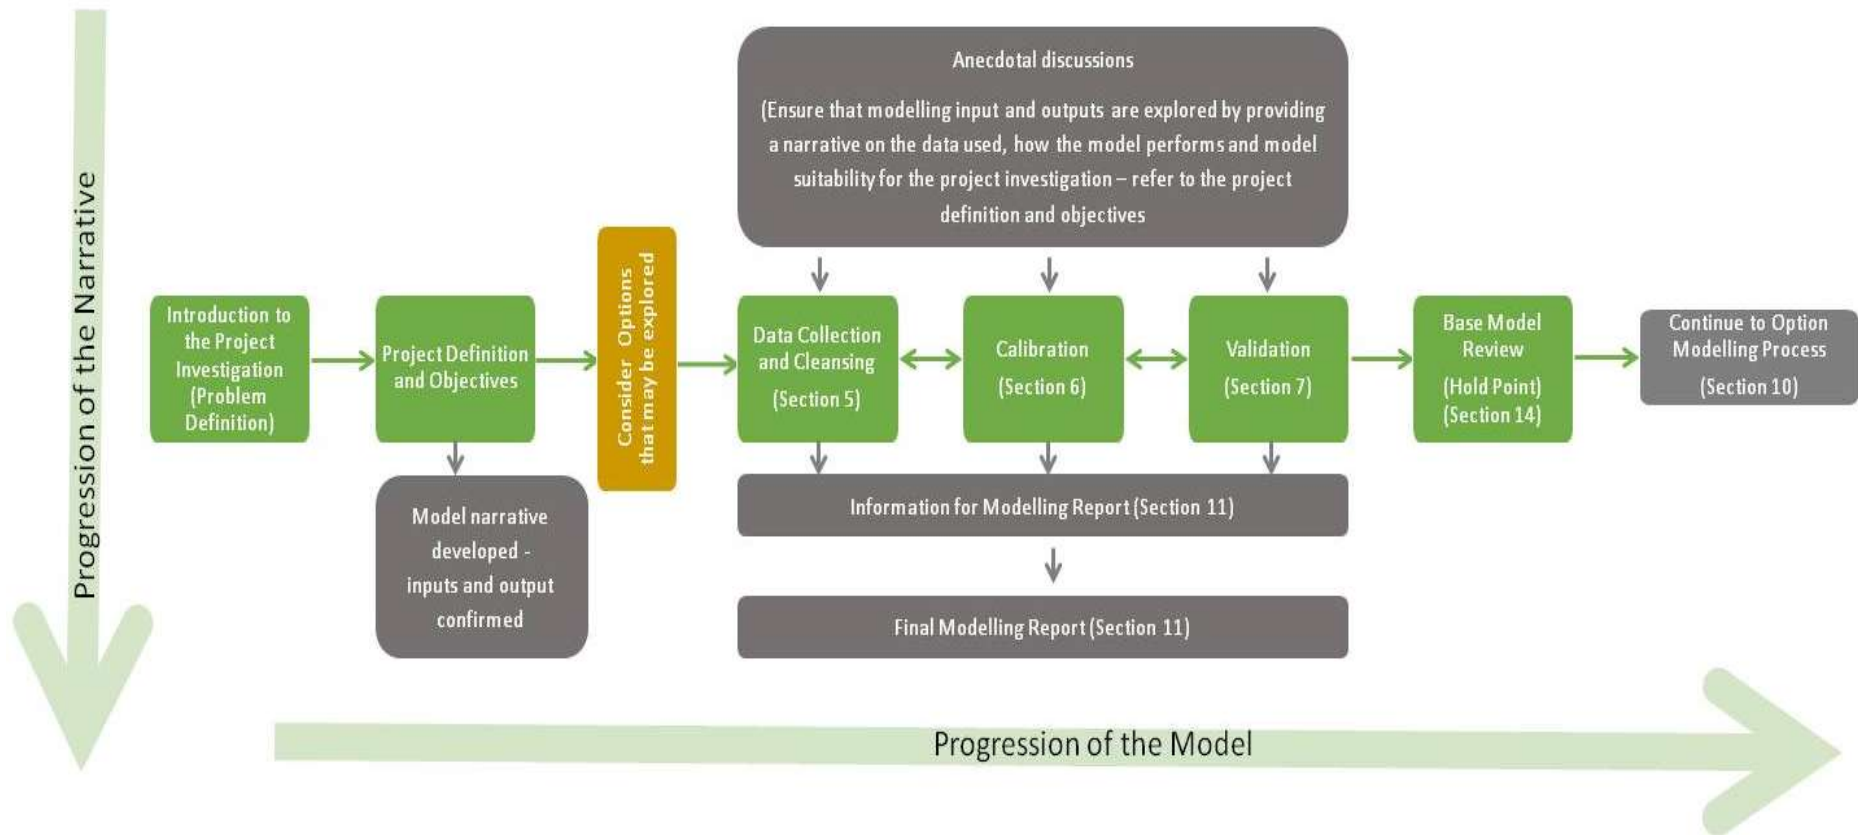 Progression of the Narrative
Introduction to
the Project
Investigation
(Problem
Definition)
Project Definition
and Objectives
Model narrative
developed -
inputs and output
confirmed
Consider Options
that may be explored
Anecdotal discussions
(Ensure that modelling input and outputs are explored by providing
a narrative on the data used, how the model performs and model
suitability for the project investigation – refer to the project
definition and objectives
Data Collection
and Cleansing
(Section 5)
Calibration
(Section 6)
Validation
(Section 7)
Base Model
Review
(Hold Point)
(Section 14)
Continue to Option
Modelling Process
(Section 10)
Information for Modelling Report (Section 11)
Final Modelling Report (Section 11)
Progression of the Model